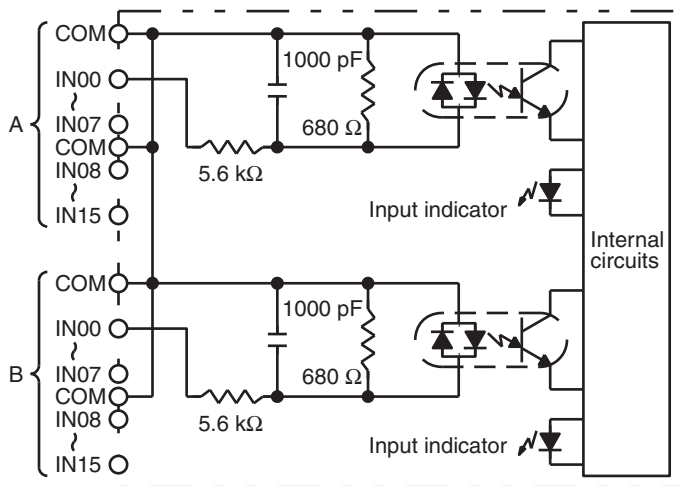 COM
IN00
~
IN07
COM
IN08
~
IN15
A
1000 pF
680 Ω
5.6 kΩ
Input indicator
Internal
circuits
COM
IN00
~
IN07
COM
IN08
~
IN15
B
1000 pF
680 Ω
5.6 kΩ
Input indicator